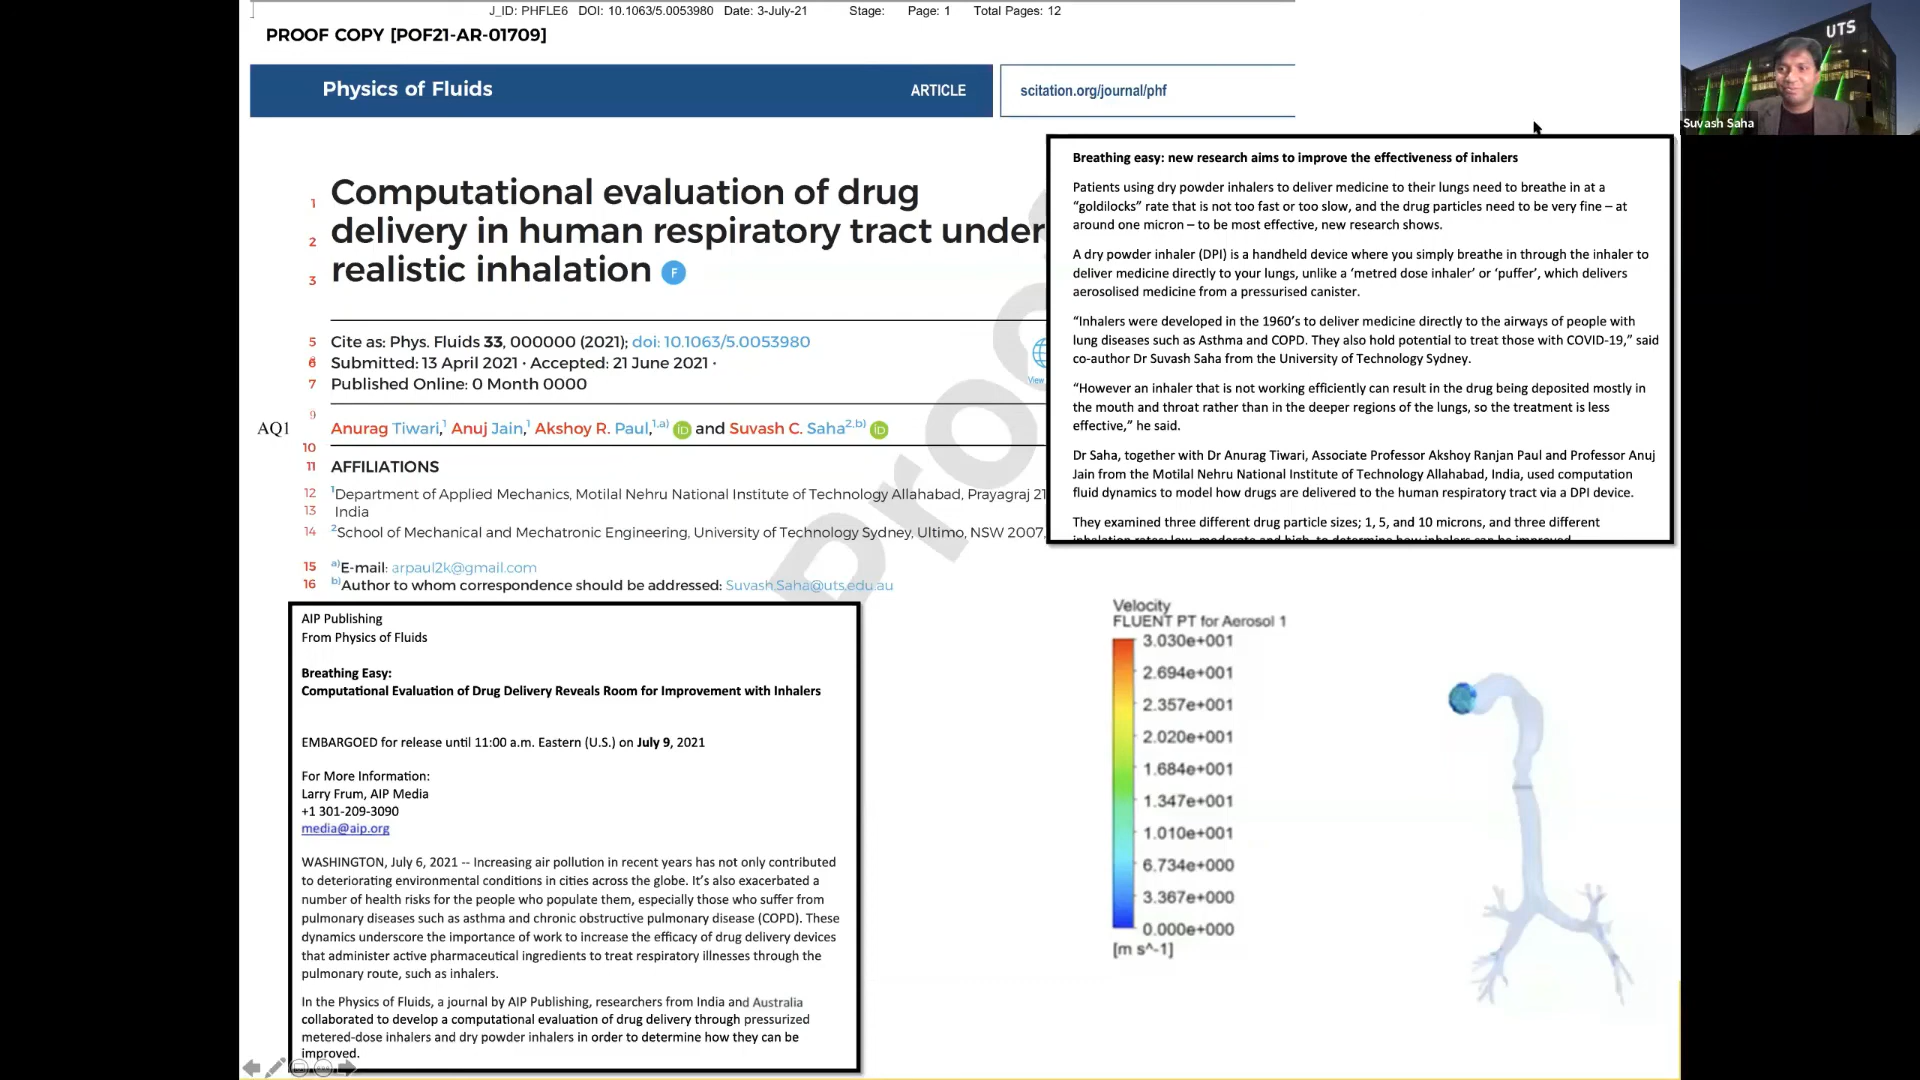 J_ID: PHFLE6 DOI: 10.1063/5.0053980 Date: 3-July-21 Stage: Page: 1 Total Pages: 12
PROOF COPY [POF21-AR-01709]
Physics of Fluids
ARTICLE
scitation.org/journal/phf
1 Computational evaluation of drug
2 delivery in human respiratory tract under
3 realistic inhalation F
5 Cite as: Phys. Fluids 33, 000000 (2021); doi: 10.1063/5.0053980
6 Submitted: 13 April 2021 · Accepted: 21 June 2021 ·
7 Published Online: 0 Month 0000
View
9
AQ1 Anurag Tiwari,1 Anuj Jain,1 Akshoy R. Paul,1,a) iD and Suvash C. Saha2,b) iD
10
11 AFFILIATIONS
12 1Department of Applied Mechanics, Motilal Nehru National Institute of Technology Allahabad, Prayagraj 21
13 India
14 2School of Mechanical and Mechatronic Engineering, University of Technology Sydney, Ultimo, NSW 2007,
15 a)E-mail: arpaul2k@gmail.com
16 b)Author to whom correspondence should be addressed: Suvash.Saha@uts.edu.au
Proo
Breathing easy: new research aims to improve the effectiveness of inhalers
Patients using dry powder inhalers to deliver medicine to their lungs need to breathe in at a
“goldilocks” rate that is not too fast or too slow, and the drug particles need to be very fine – at
around one micron – to be most effective, new research shows.
A dry powder inhaler (DPI) is a handheld device where you simply breathe in through the inhaler to
deliver medicine directly to your lungs, unlike a ‘metred dose inhaler’ or ‘puffer’, which delivers
aerosolised medicine from a pressurised canister.
“Inhalers were developed in the 1960’s to deliver medicine directly to the airways of people with
lung diseases such as Asthma and COPD. They also hold potential to treat those with COVID-19,” said
co-author Dr Suvash Saha from the University of Technology Sydney.
“However an inhaler that is not working efficiently can result in the drug being deposited mostly in
the mouth and throat rather than in the deeper regions of the lungs, so the treatment is less
effective,” he said.
Dr Saha, together with Dr Anurag Tiwari, Associate Professor Akshoy Ranjan Paul and Professor Anuj
Jain from the Motilal Nehru National Institute of Technology Allahabad, India, used computation
fluid dynamics to model how drugs are delivered to the human respiratory tract via a DPI device.
They examined three different drug particle sizes; 1, 5, and 10 microns, and three different
inhalation rates: low, moderate and high, to determine how inhalers can be improved.
AIP Publishing
From Physics of Fluids
Breathing Easy:
Computational Evaluation of Drug Delivery Reveals Room for Improvement with Inhalers
EMBARGOED for release until 11:00 a.m. Eastern (U.S.) on July 9, 2021
For More Information:
Larry Frum, AIP Media
+1 301-209-3090
media@aip.org
WASHINGTON, July 6, 2021 -- Increasing air pollution in recent years has not only contributed
to deteriorating environmental conditions in cities across the globe. It’s also exacerbated a
number of health risks for the people who populate them, especially those who suffer from
pulmonary diseases such as asthma and chronic obstructive pulmonary disease (COPD). These
dynamics underscore the importance of work to increase the efficacy of drug delivery devices
that administer active pharmaceutical ingredients to treat respiratory illnesses through the
pulmonary route, such as inhalers.
In the Physics of Fluids, a journal by AIP Publishing, researchers from India and Australia
collaborated to develop a computational evaluation of drug delivery through pressurized
metered-dose inhalers and dry powder inhalers in order to determine how they can be
improved.
Velocity
FLUENT PT for Aerosol 1
3.030e+001
2.694e+001
2.357e+001
2.020e+001
1.684e+001
1.347e+001
1.010e+001
6.734e+000
3.367e+000
0.000e+000
[m s^-1]
UTS
Suvash Saha